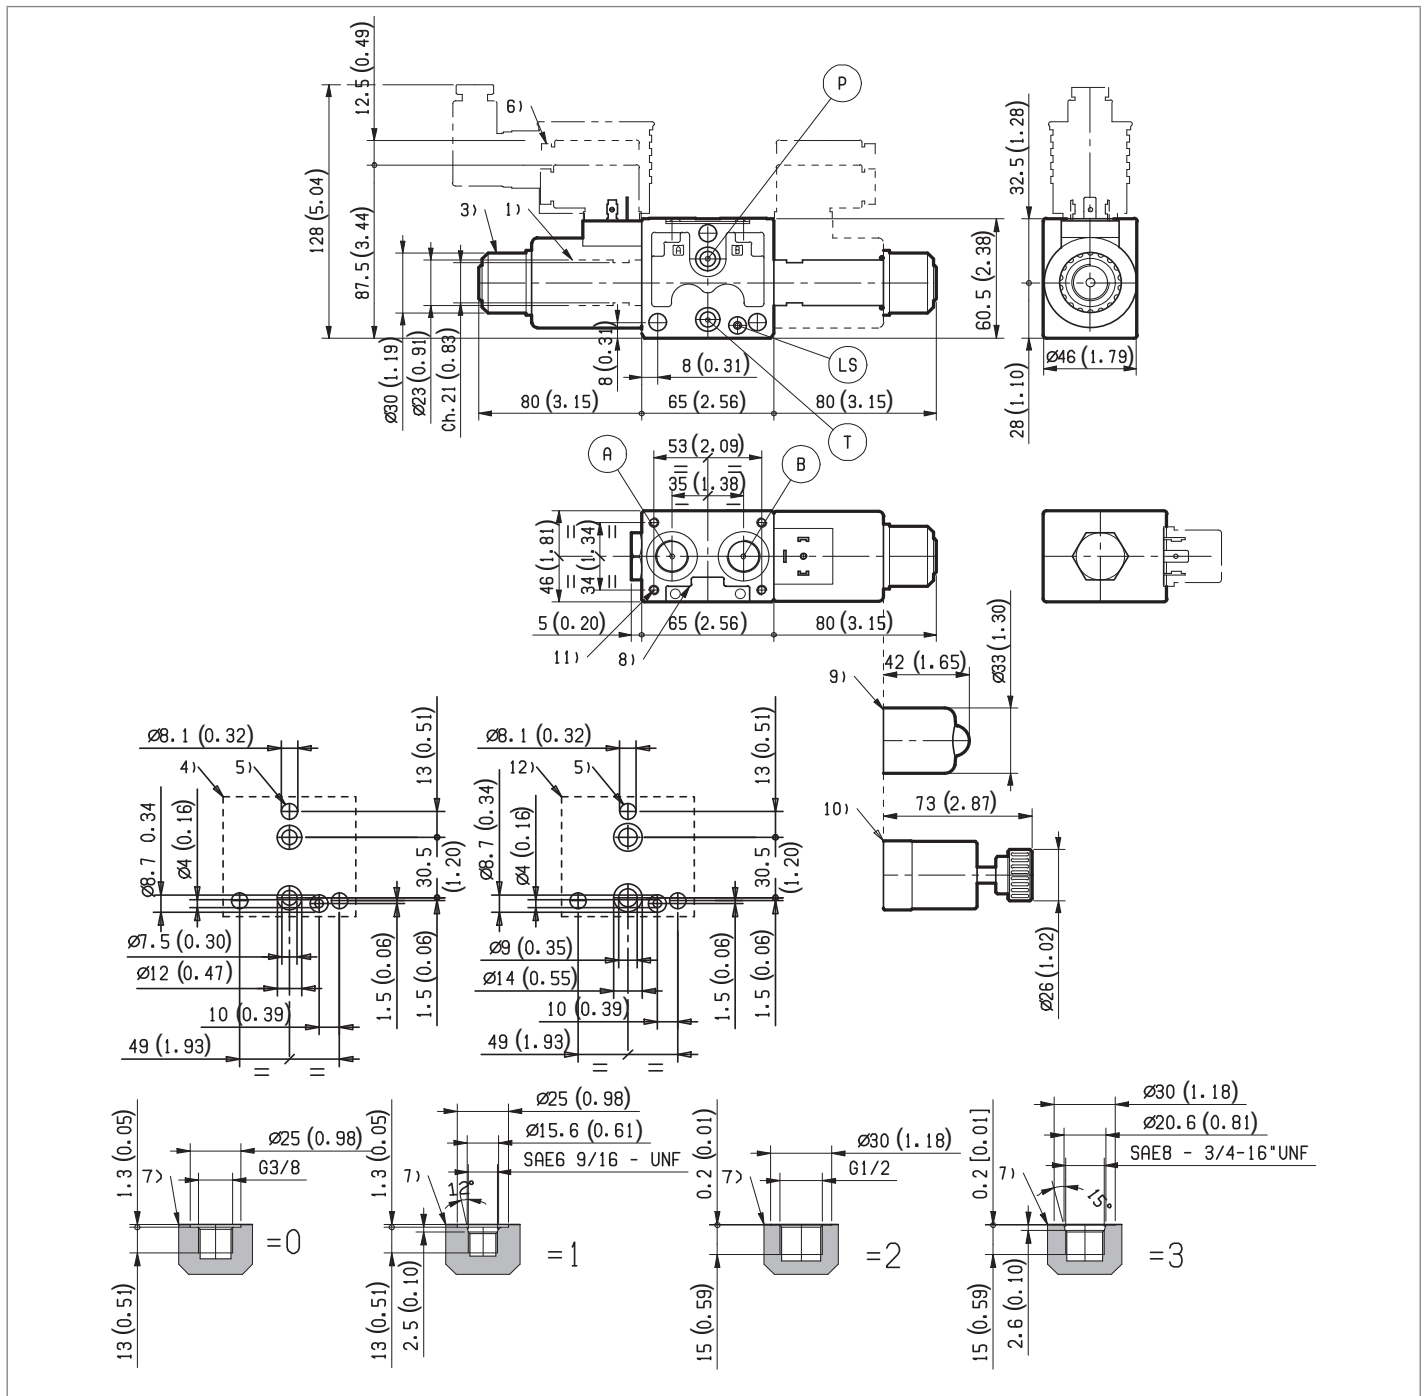 12.5 (0.49)
128 (5.04)
87.5 (3.44)
6)
P
3)
1)
A
B
32.5 (1.28)
60.5 (2.38)
28 (1.10)
Ø46 (1.79)
Ø30 (1.19)
Ø23 (0.91)
Ch. 21 (0.83)
8 (0.31)
8 (0.31)
LS
80 (3.15)
65 (2.56)
80 (3.15)
T
A
53 (2.09)
= =
B
35 (1.38)
= =
46 (1.81)
= =
34 (1.34)
= =
5 (0.20)
65 (2.56)
80 (3.15)
11)
8)
9)
42 (1.65)
Ø33 (1.30)
10)
73 (2.87)
Ø26 (1.02)
Ø8.1 (0.32)
4)
5)
13 (0.51)
Ø8.7 0.34
Ø4 (0.16)
30.5 (1.20)
Ø7.5 (0.30)
Ø12 (0.47)
10 (0.39)
49 (1.93)
= =
1.5 (0.06)
1.5 (0.06)
Ø8.1 (0.32)
12)
5)
13 (0.51)
Ø8.7 (0.34)
Ø4 (0.16)
30.5 (1.20)
Ø9 (0.35)
Ø14 (0.55)
10 (0.39)
49 (1.93)
= =
1.5 (0.06)
1.5 (0.06)
1.3 (0.05)
Ø25 (0.98)
G3/8
7)
=0
13 (0.51)
1.3 (0.05)
Ø25 (0.98)
Ø15.6 (0.61)
SAE6 9/16 - UNF
7)
12°
=1
13 (0.51)
2.5 (0.10)
0.2 (0.01)
Ø30 (1.18)
G1/2
7)
=2
15 (0.59)
0.2 [0.01)
Ø30 (1.18)
Ø20.6 (0.81)
SAE8 - 3/4-16"UNF
7)
15°
=3
15 (0.59)
2.6 (0.10)